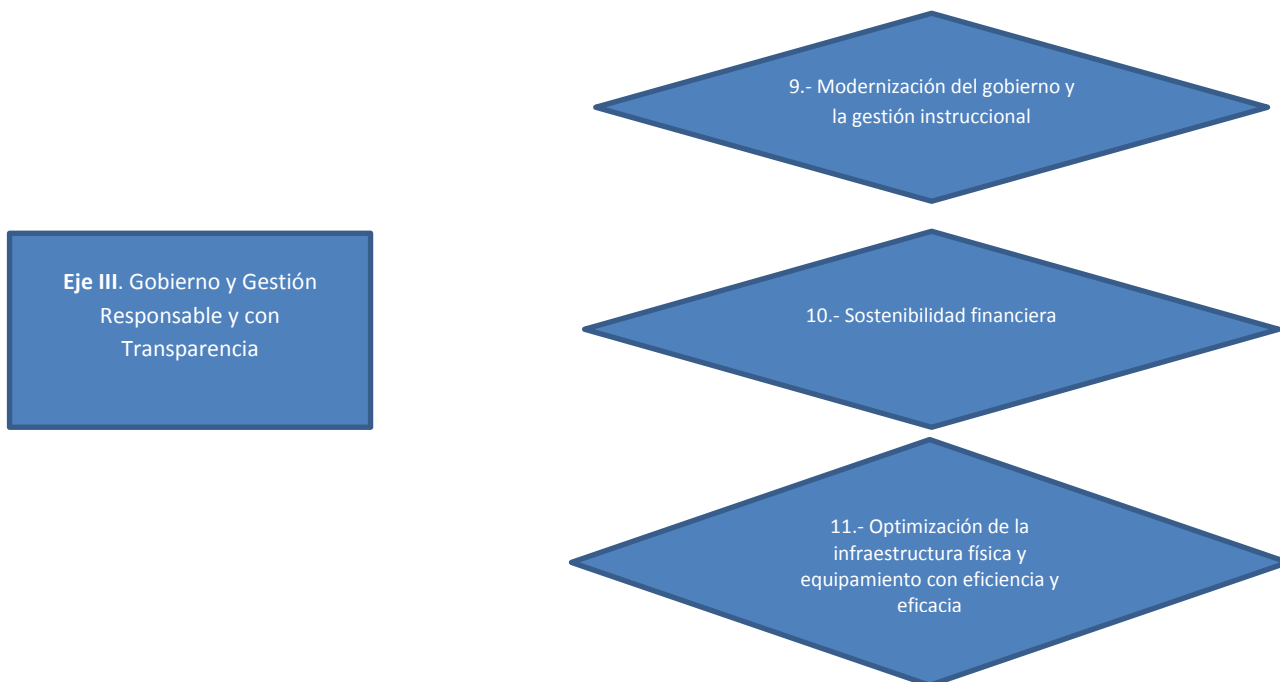 9.- Modernización del gobierno y
la gestión instruccional
Eje III. Gobierno y Gestión
Responsable y con
Transparencia
10.- Sostenibilidad financiera
11.- Optimización de la
infraestructura física y
equipamiento con eficiencia y
eficacia